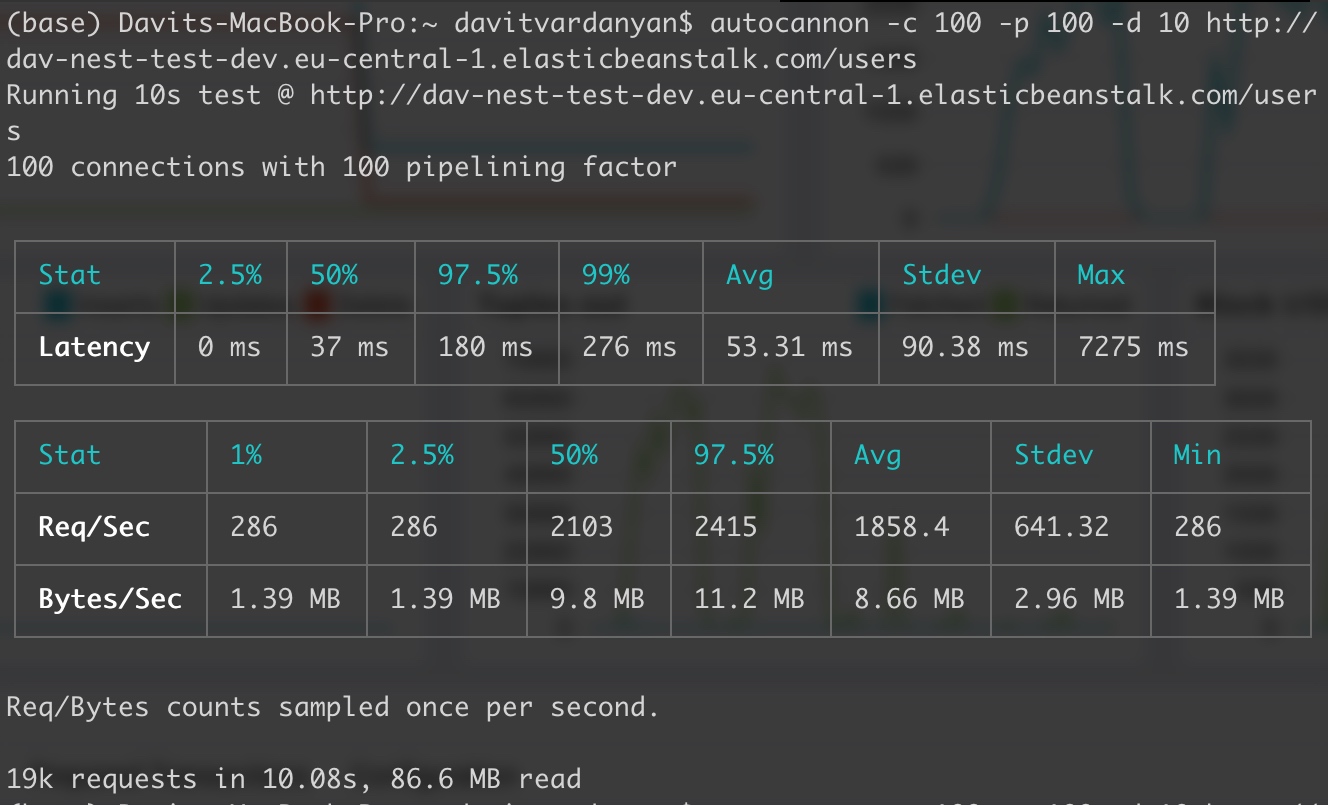 (base) Davits-MacBook-Pro:~ davitvardanyan$ autocannon -c 100 -p 100 -d 10 http://
dav-nest-test-dev.eu-central-1.elasticbeanstalk.com/users
Running 10s test @ http://dav-nest-test-dev.eu-central-1.elasticbeanstalk.com/user
s
100 connections with 100 pipelining factor
Stat 2.5% 50% 97.5% 99% Avg Stdev Max
Latency 0 ms 37 ms 180 ms 276 ms 53.31 ms 90.38 ms 7275 ms
Stat 1% 2.5% 50% 97.5% Avg Stdev Min
Req/Sec 286 286 2103 2415 1858.4 641.32 286
Bytes/Sec 1.39 MB 1.39 MB 9.8 MB 11.2 MB 8.66 MB 2.96 MB 1.39 MB
Req/Bytes counts sampled once per second.
19k requests in 10.08s, 86.6 MB read